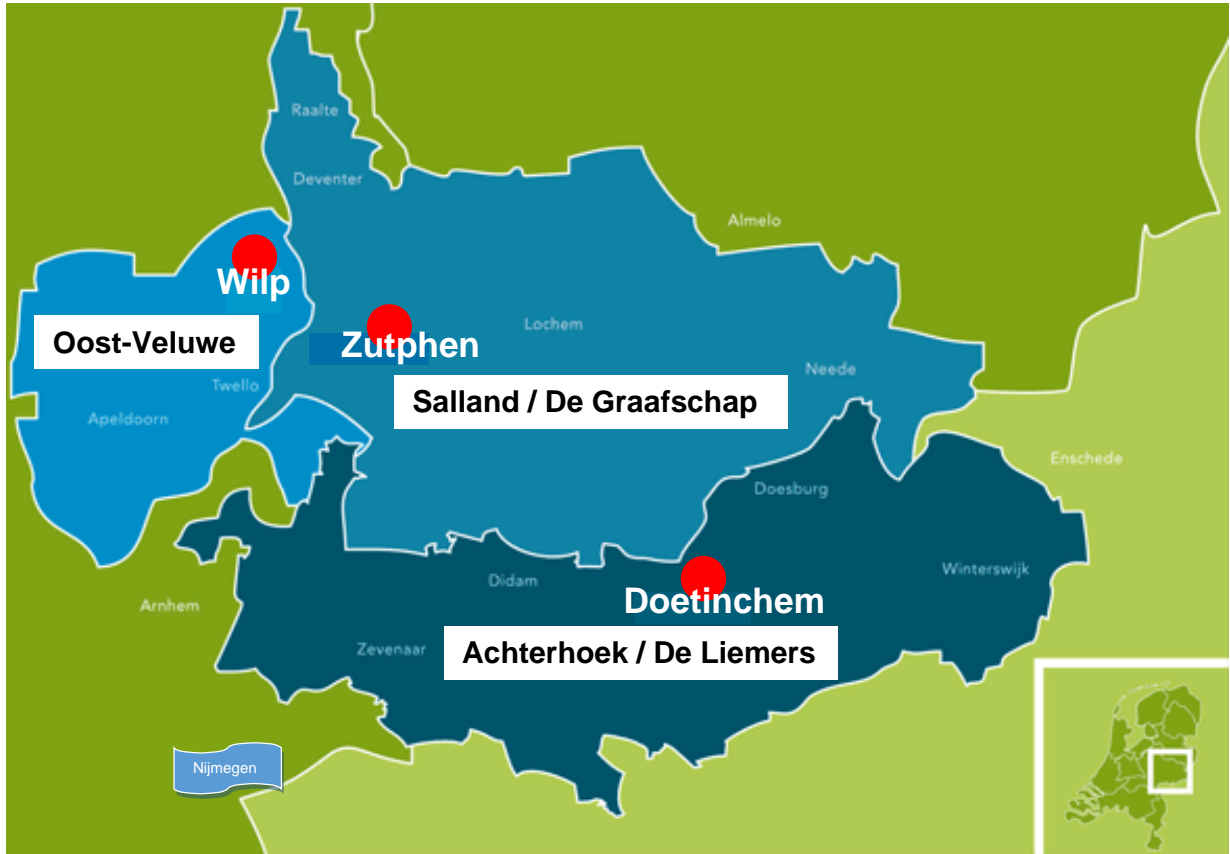 Raalte
Deventer
Almelo
Wilp
Oost-Veluwe
Lochem
Zutphen
Neede
Twello
Salland / De Graafschap
Apeldoorn
Enschede
Doesburg
Winterswijk
Didam
Arnhem
Doetinchem
Zevenaar
Achterhoek / De Liemers
Nijmegen